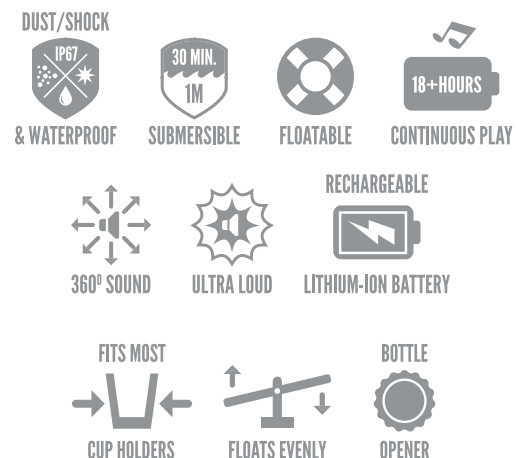 DUST/SHOCK
IP67
& WATERPROOF
30 MIN.
1M
SUBMERSIBLE
FLOATABLE
18+HOURS
CONTINUOUS PLAY
360⁰ SOUND
ULTRA LOUD
RECHARGEABLE
LITHIUM-ION BATTERY
FITS MOST
CUP HOLDERS
FLOATS EVENLY
BOTTLE
OPENER